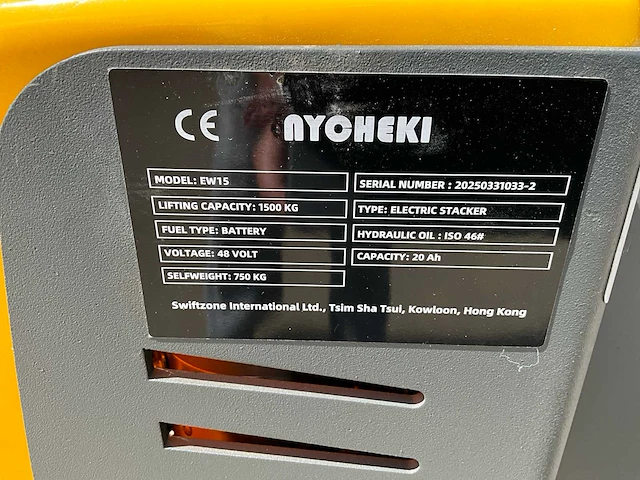 CE NYCHEKI
MODEL: EW15
SERIAL NUMBER : 20250331033-2
LIFTING CAPACITY: 1500 KG
TYPE: ELECTRIC STACKER
FUEL TYPE: BATTERY
HYDRAULIC OIL : ISO 46#
VOLTAGE: 48 VOLT
CAPACITY: 20 Ah
SELFWEIGHT: 750 KG
Swiftzone International Ltd., Tsim Sha Tsui, Kowloon, Hong Kong